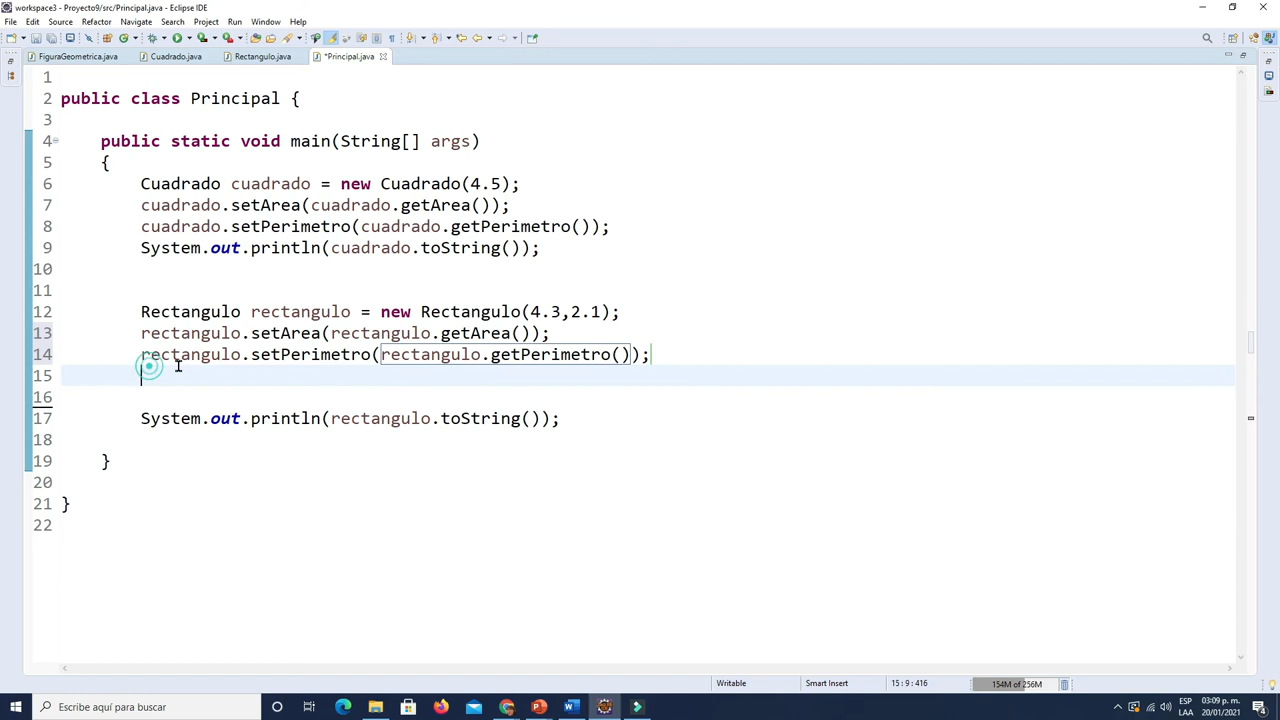 workspace3 - Proyecto9/src/Principal.java - Eclipse IDE
File Edit Source Refactor Navigate Search Project Run Window Help
FiguraGeometrica.java Cuadrado.java Rectangulo.java *Principal.java
1
2 public class Principal {
3
4 public static void main(String[] args)
5 {
6 Cuadrado cuadrado = new Cuadrado(4.5);
7 cuadrado.setArea(cuadrado.getArea());
8 cuadrado.setPerimetro(cuadrado.getPerimetro());
9 System.out.println(cuadrado.toString());
10
11
12 Rectangulo rectangulo = new Rectangulo(4.3,2.1);
13 rectangulo.setArea(rectangulo.getArea());
14 rectangulo.setPerimetro(rectangulo.getPerimetro());
15
16
17 System.out.println(rectangulo.toString());
18
19 }
20
21 }
22
Writable Smart Insert 15 : 9 : 416 154M of 256M
Escribe aquí para buscar ESP 03:09 p. m.
LAA 20/01/2021 4